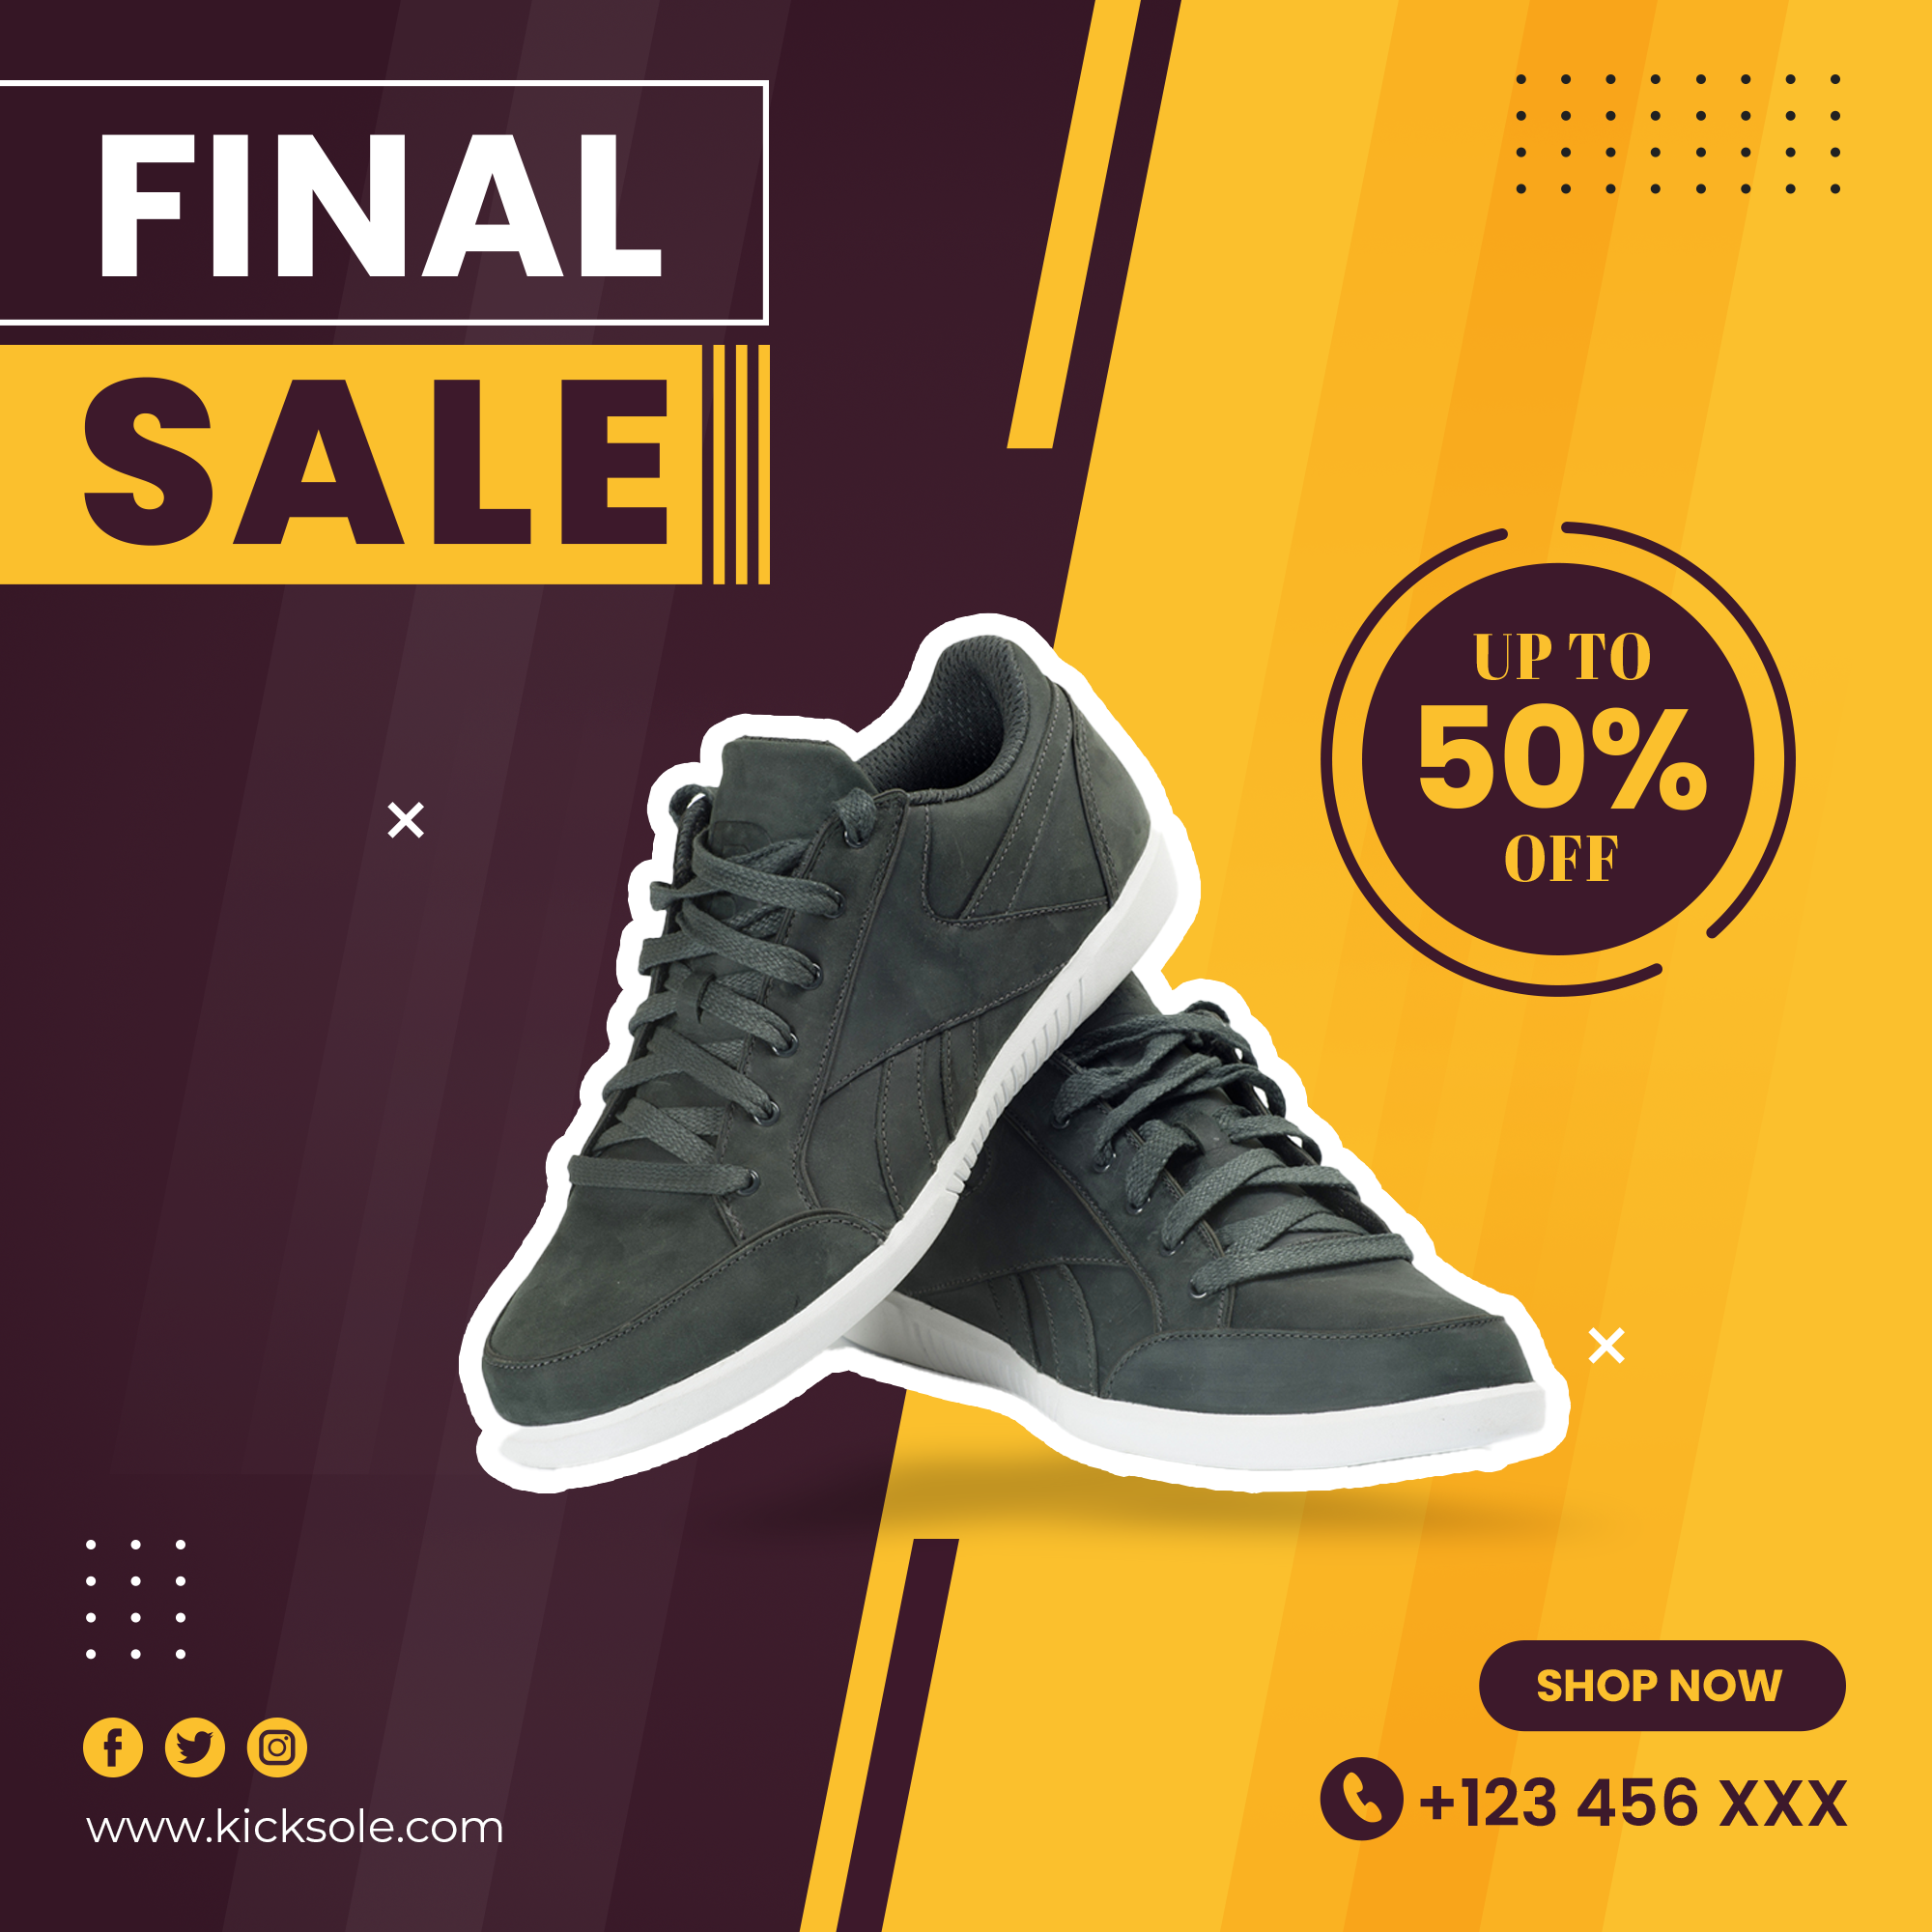 FINAL
SALE
UP TO
50%
OFF
SHOP NOW
+123 456 XXX
www.kicksole.com